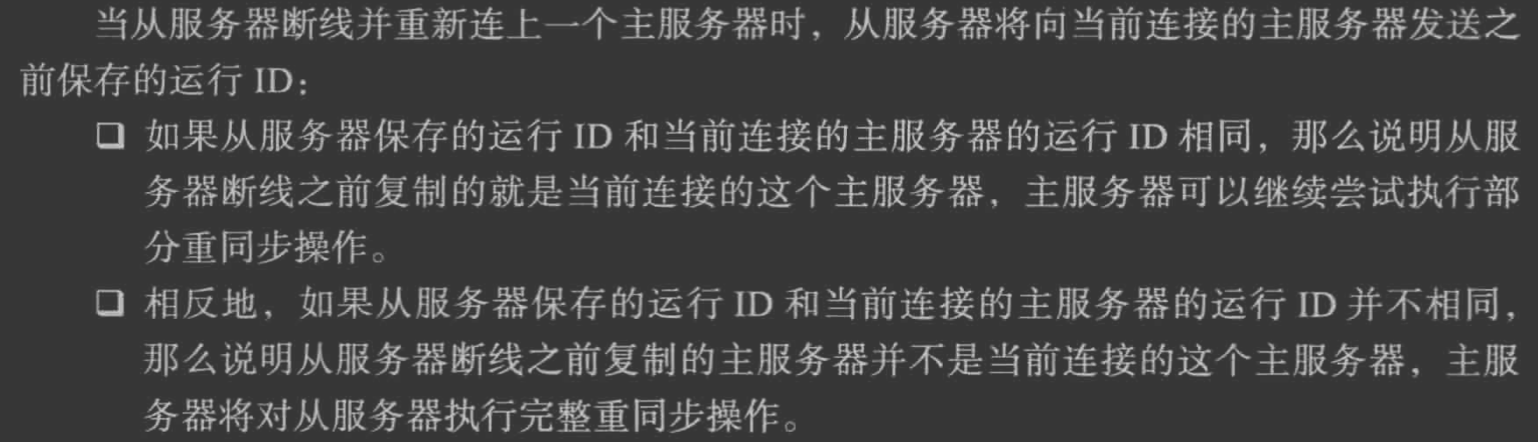 当从服务器断线并重新连上一个主服务器时，从服务器将向当前连接的主服务器发送之
前保存的运行 ID：
❏ 如果从服务器保存的运行 ID 和当前连接的主服务器的运行 ID 相同，那么说明从服
务器断线之前复制的就是当前连接的这个主服务器，主服务器可以继续尝试执行部
分重同步操作。
❏ 相反地，如果从服务器保存的运行 ID 和当前连接的主服务器的运行 ID 并不相同，
那么说明从服务器断线之前复制的主服务器并不是当前连接的这个主服务器，主服
务器将对从服务器执行完整重同步操作。